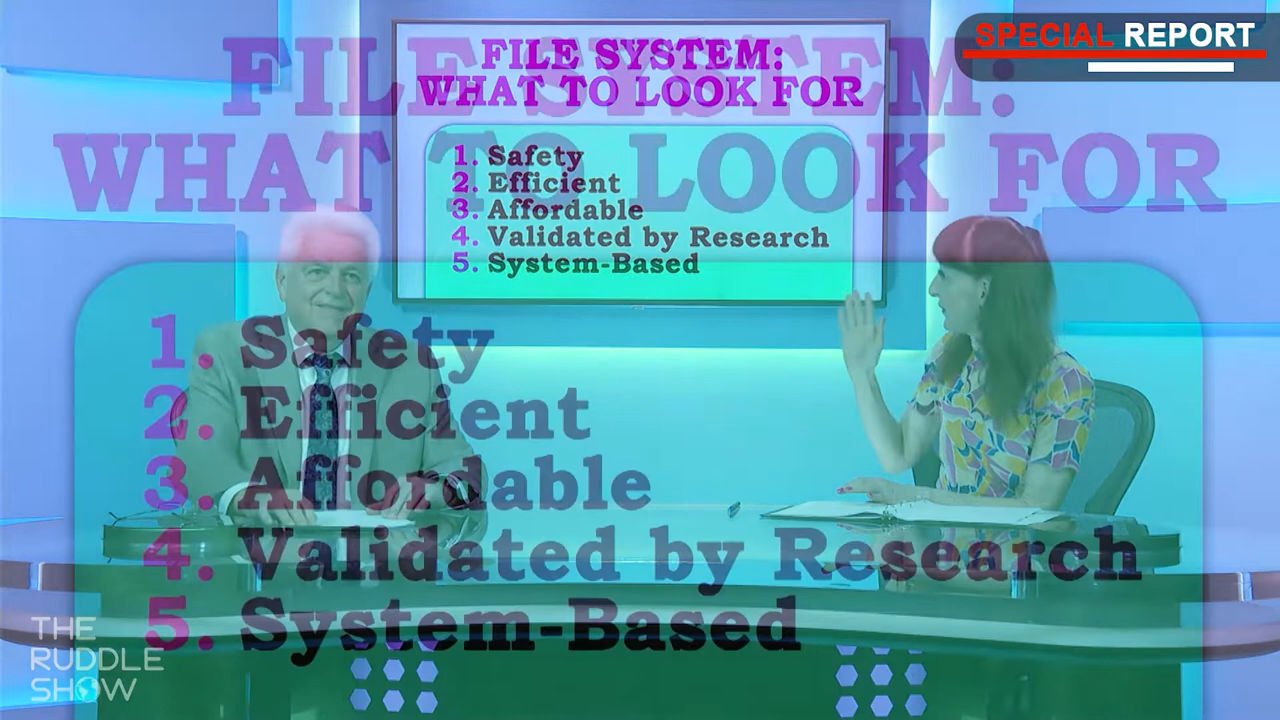 SPECIAL REPORT
FILE SYSTEM:
WHAT TO LOOK FOR
1. Safety
2. Efficient
3. Affordable
4. Validated by Research
5. System-Based
FILE SYSTEM:
WHAT TO LOOK FOR
1. Safety
2. Efficient
3. Affordable
4. Validated by Research
5. System-Based
THE
RUDDLE
SHOW